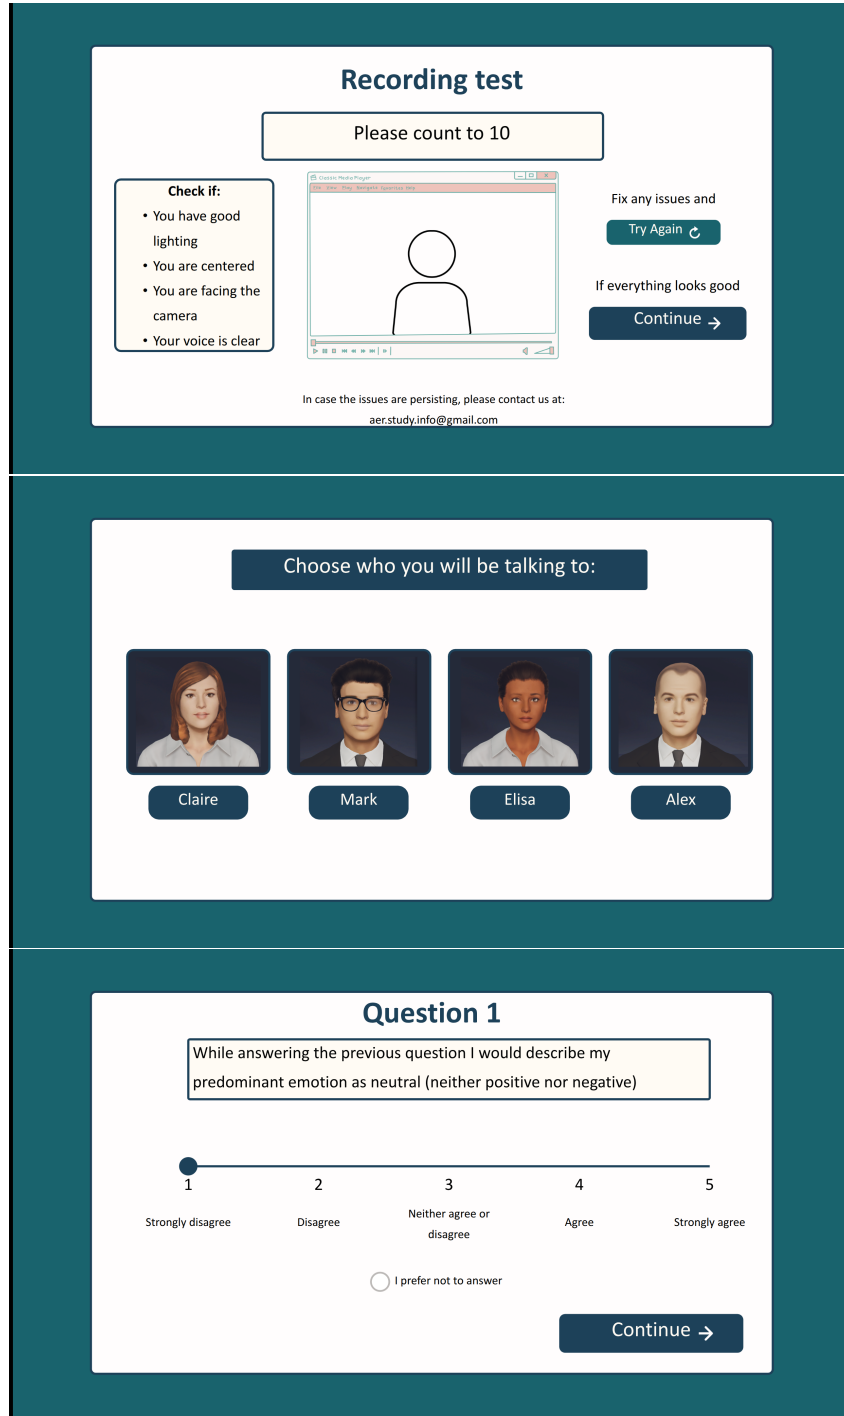 Recording test
Please count to 10
Check if:
• You have good
lighting
• You are centered
• You are facing the
camera
• Your voice is clear
Classic Media Player
Fix any issues and
Try Again
If everything looks good
Continue
In case the issues are persisting, please contact us at:
aer.study.info@gmail.com
Choose who you will be talking to:
Claire
Mark
Elisa
Alex
Question 1
While answering the previous question I would describe my
predominant emotion as neutral (neither positive nor negative)
1 2 3 4 5
Strongly disagree Disagree Neither agree or Agree Strongly agree
disagree
I prefer not to answer
Continue